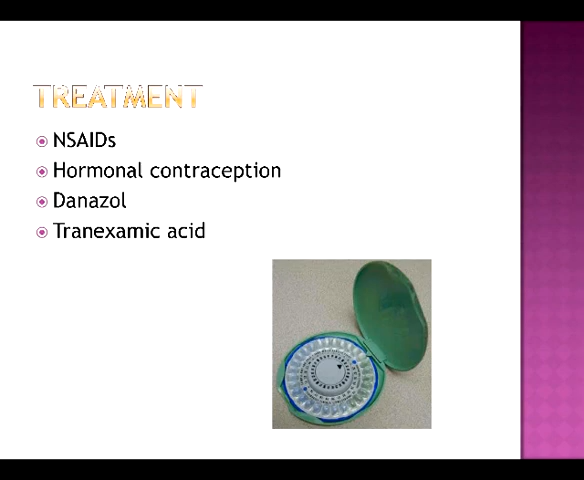 TREATMENT
NSAIDs
Hormonal contraception
Danazol
Tranexamic acid